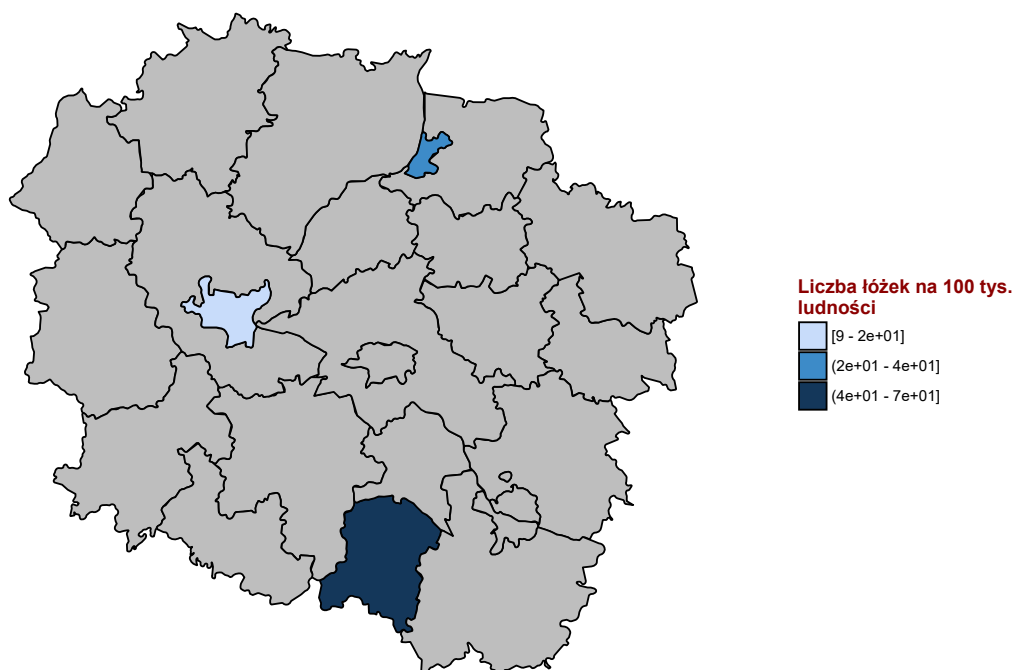 Liczba łóżek na 100 tys.
ludności
[9 - 2e+01]
(2e+01 - 4e+01]
(4e+01 - 7e+01]